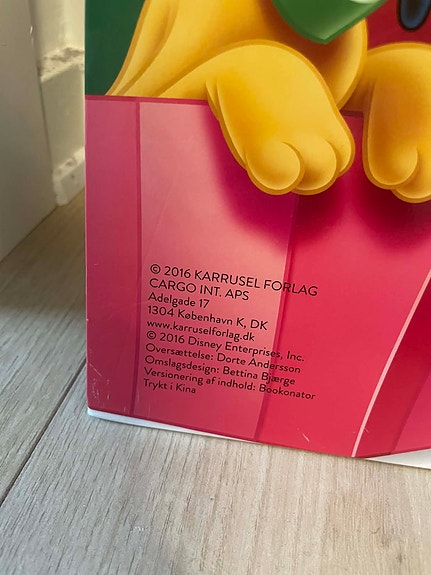 © 2016 KARRUSEL FORLAG
CARGO INT. APS
Adelgade 17
1304 København K, DK
www.karruselforlag.dk
© 2016 Disney Enterprises, Inc.
Oversættelse: Dorte Andersson
Omslagsdesign: Bettina Bjærge
Versionering af indhold: Bookonator
Trykt i Kina